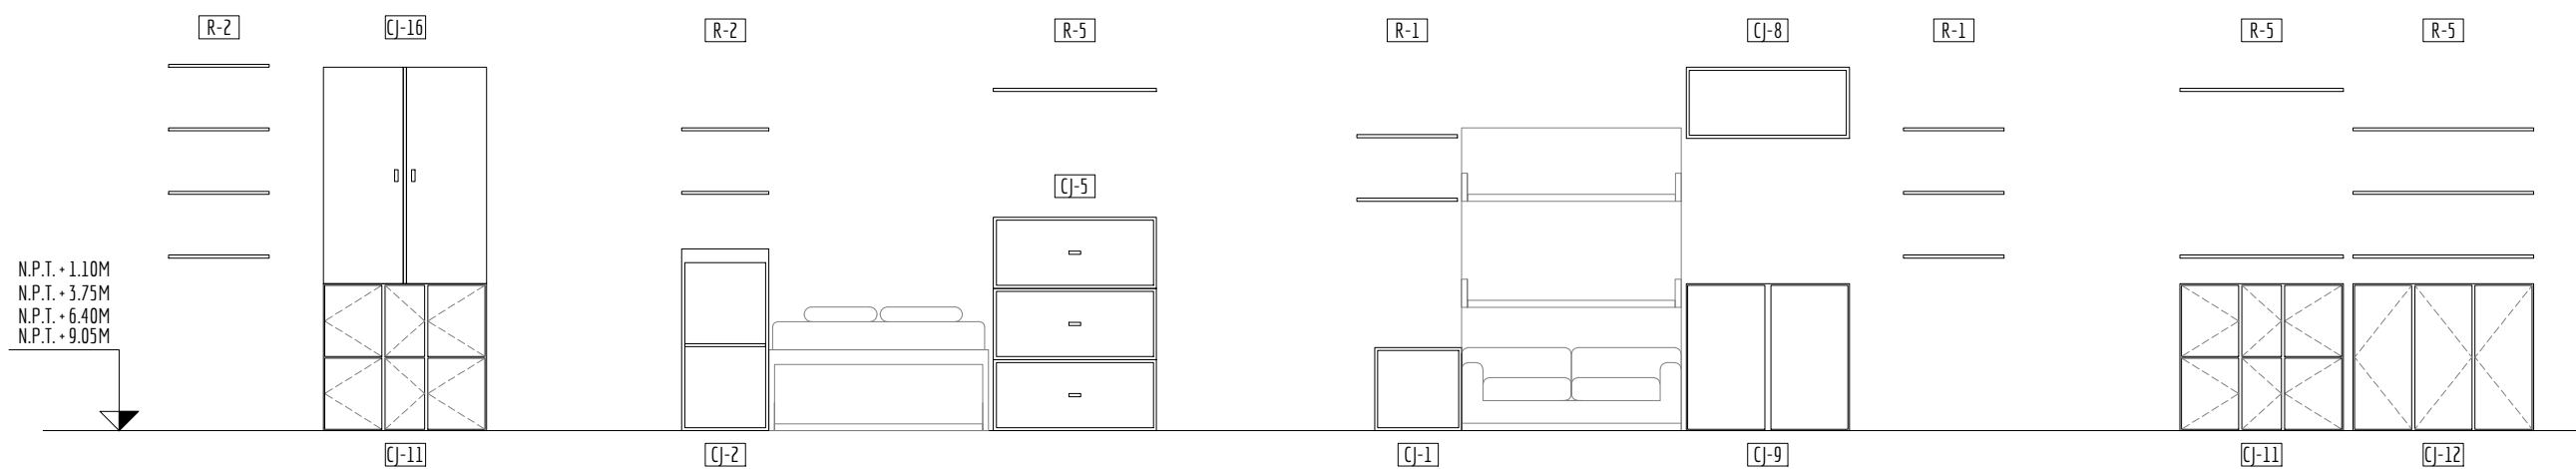 R-2
CJ-16
R-2
R-5
R-1
CJ-8
R-1
R-5
R-5
CJ-5
N.P.T. + 1.10M
N.P.T. + 3.75M
N.P.T. + 6.40M
N.P.T. + 9.05M
CJ-11
CJ-2
CJ-1
CJ-9
CJ-11
CJ-12